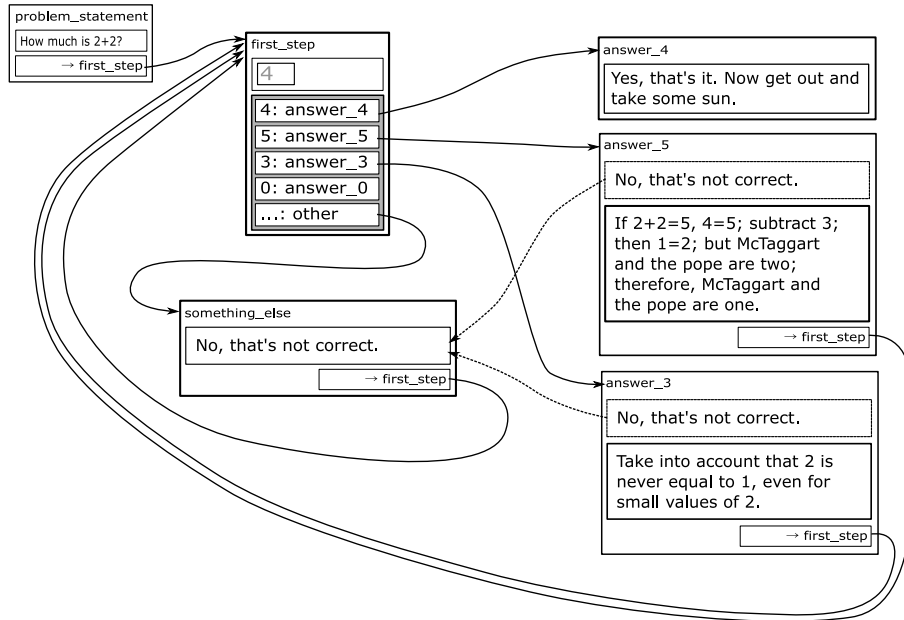 problem_statement
How much is 2+2?
→ first_step
first_step
4
4: answer_4
5: answer_5
3: answer_3
0: answer_0
...: other
something_else
No, that's not correct.
→ first_step
answer_4
Yes, that's it. Now get out and
take some sun.
answer_5
No, that's not correct.
If 2+2=5, 4=5; subtract 3;
then 1=2; but McTaggart
and the pope are two;
therefore, McTaggart and
the pope are one.
→ first_step
answer_3
No, that's not correct.
Take into account that 2 is
never equal to 1, even for
small values of 2.
→ first_step